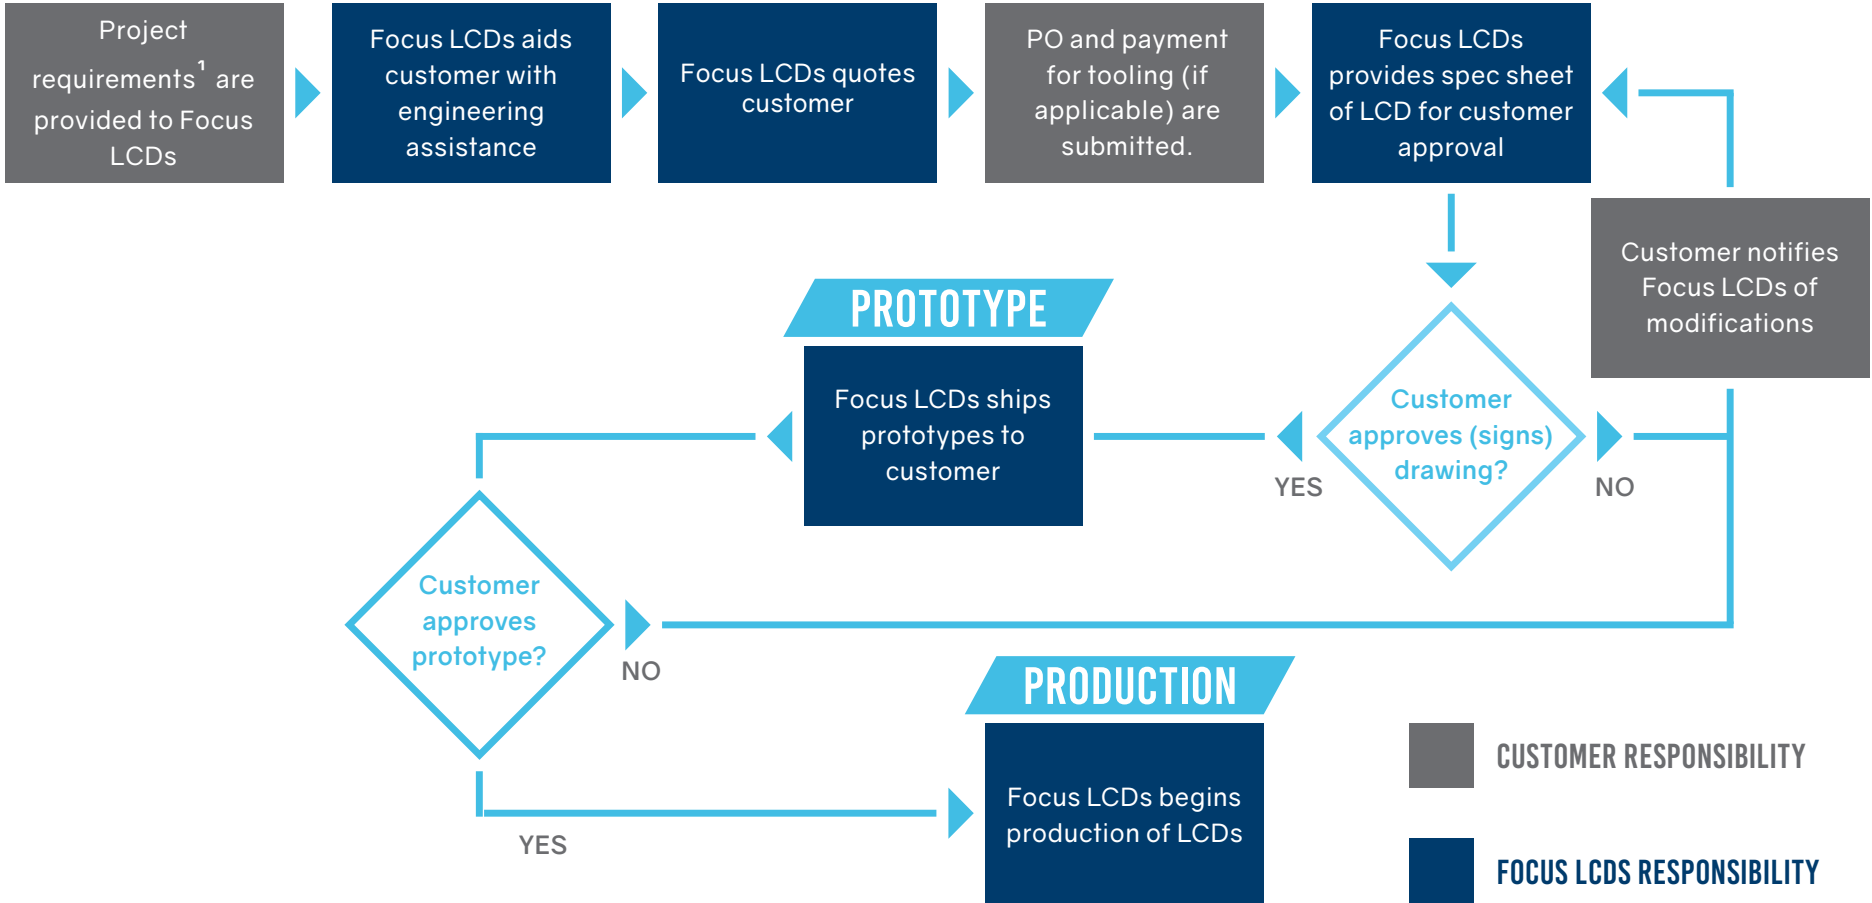 Project
requirements¹ are
provided to Focus
LCDs
Focus LCDs aids
customer with
engineering
assistance
Focus LCDs quotes
customer
PO and payment
for tooling (if
applicable) are
submitted.
Focus LCDs
provides spec sheet
of LCD for customer
approval
Customer notifies
Focus LCDs of
modifications
PROTOTYPE
Focus LCDs ships
prototypes to
customer
Customer
approves (signs)
drawing?
YES
NO
Customer
approves
prototype?
NO
YES
PRODUCTION
Focus LCDs begins
production of LCDs
CUSTOMER RESPONSIBILITY
FOCUS LCDS RESPONSIBILITY